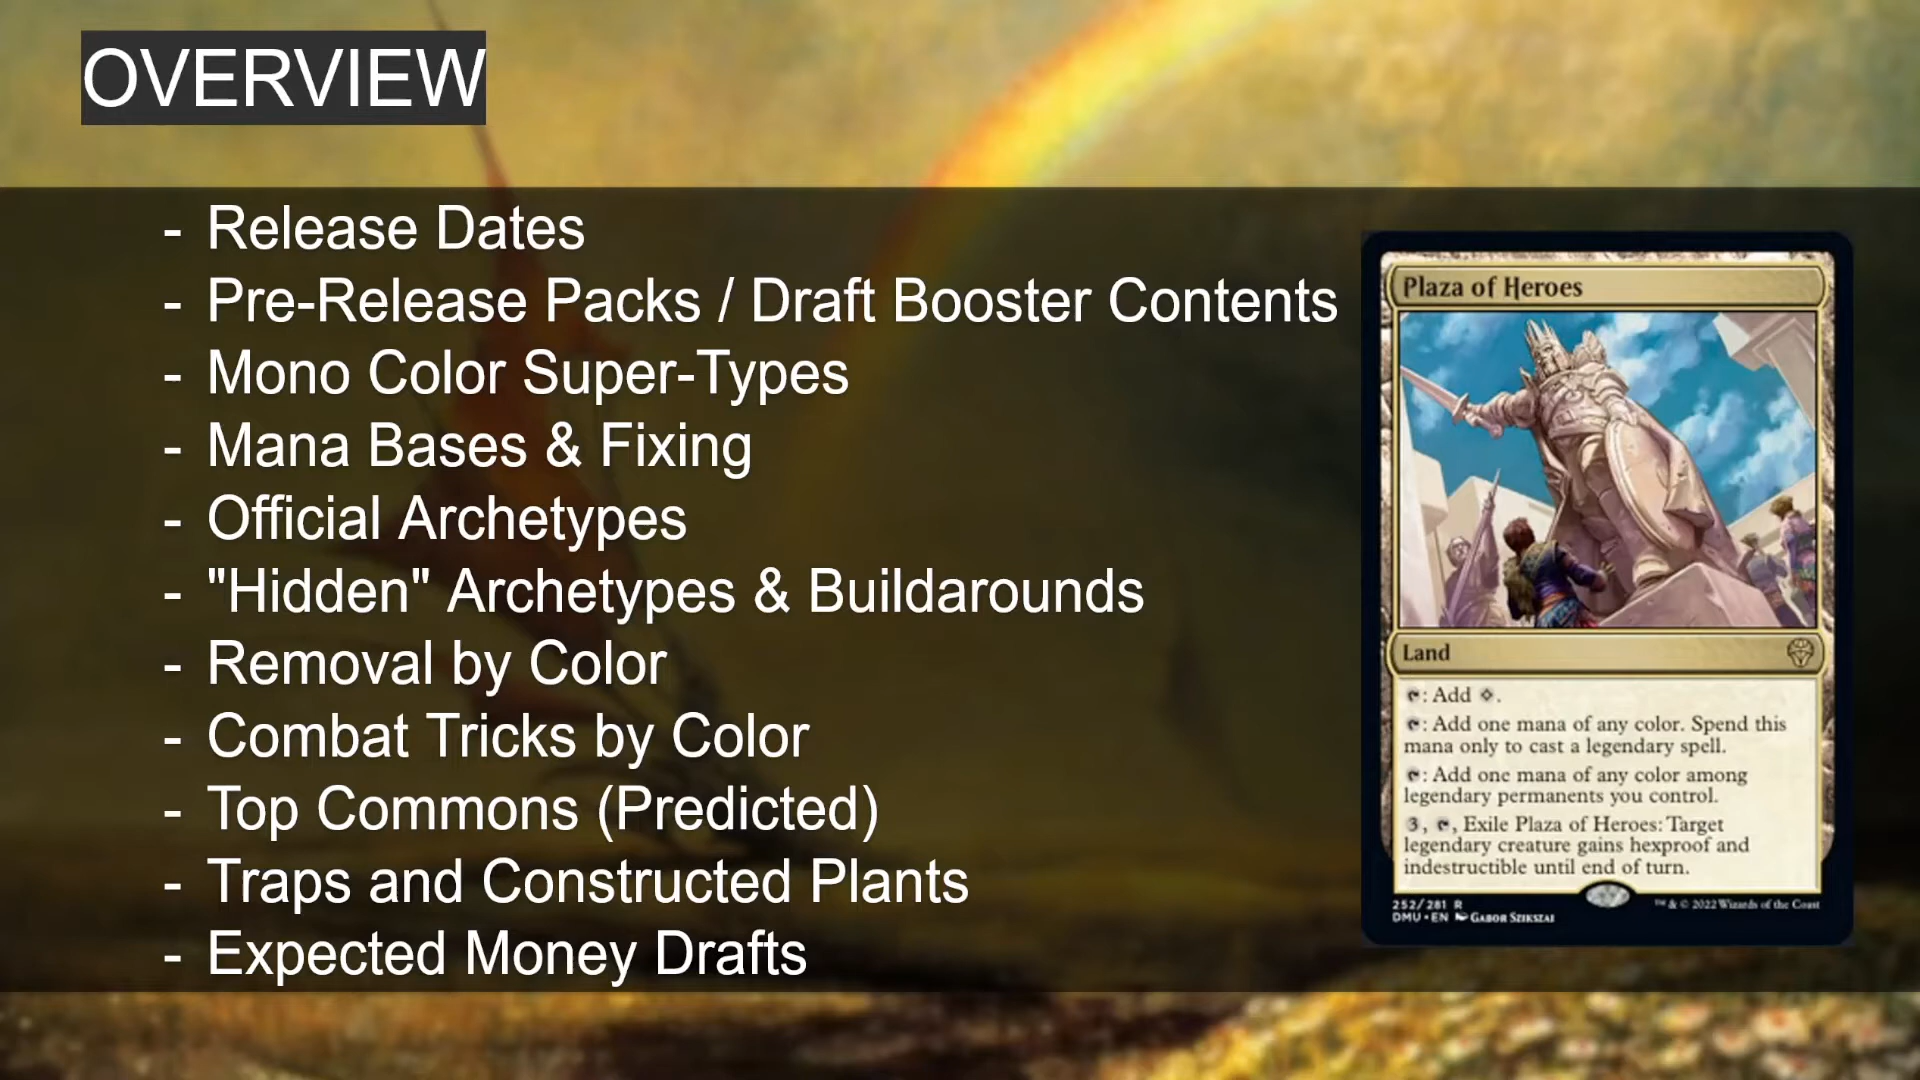 OVERVIEW
- Release Dates
- Pre-Release Packs / Draft Booster Contents
- Mono Color Super-Types
- Mana Bases & Fixing
- Official Archetypes
- "Hidden" Archetypes & Buildarounds
- Removal by Color
- Combat Tricks by Color
- Top Commons (Predicted)
- Traps and Constructed Plants
- Expected Money Drafts
Plaza of Heroes
Land
: Add .
: Add one mana of any color. Spend this
mana only to cast a legendary spell.
: Add one mana of any color among
legendary permanents you control.
3, , Exile Plaza of Heroes: Target
legendary creature gains hexproof and
indestructible until end of turn.
252/281 R
DMU • EN GABOR SZIKSZAI
™ & © 2022 Wizards of the Coast